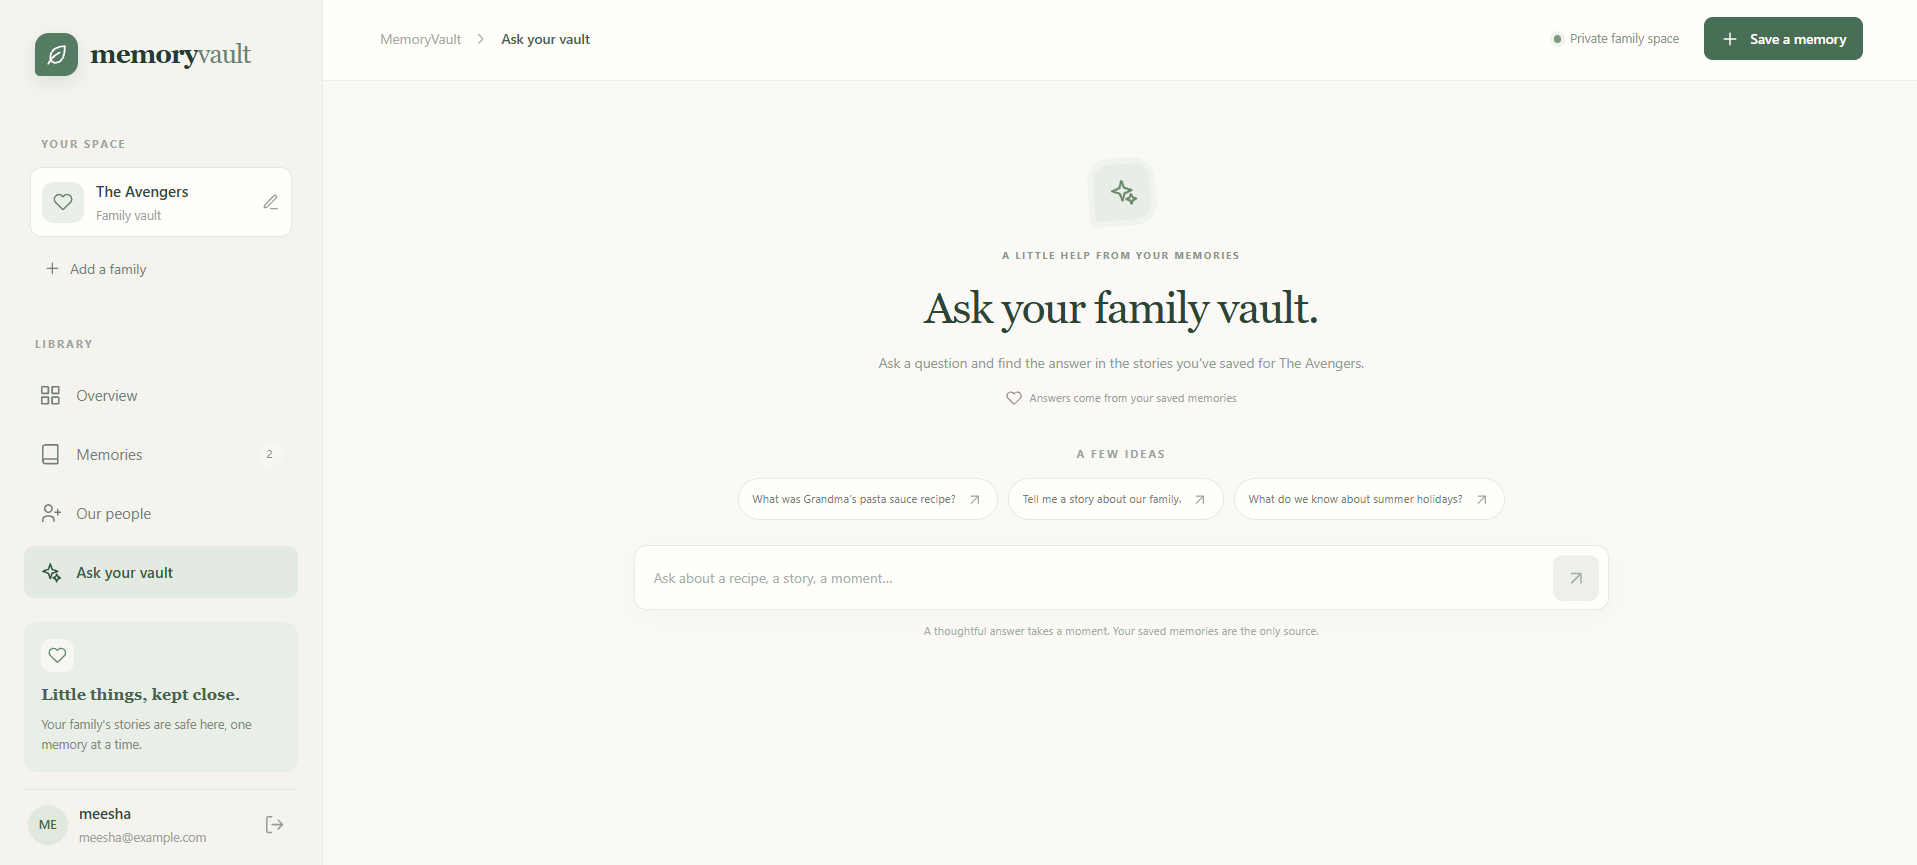 memoryvault
YOUR SPACE
The Avengers
Family vault
Add a family
LIBRARY
Overview
Memories 2
Our people
Ask your vault
Little things, kept close.
Your family's stories are safe here, one
memory at a time.
ME
meesha
meesha@example.com
MemoryVault > Ask your vault
Private family space
Save a memory
A LITTLE HELP FROM YOUR MEMORIES
Ask your family vault.
Ask a question and find the answer in the stories you've saved for The Avengers.
Answers come from your saved memories
A FEW IDEAS
What was Grandma's pasta sauce recipe?
Tell me a story about our family.
What do we know about summer holidays?
Ask about a recipe, a story, a moment...
A thoughtful answer takes a moment. Your saved memories are the only source.